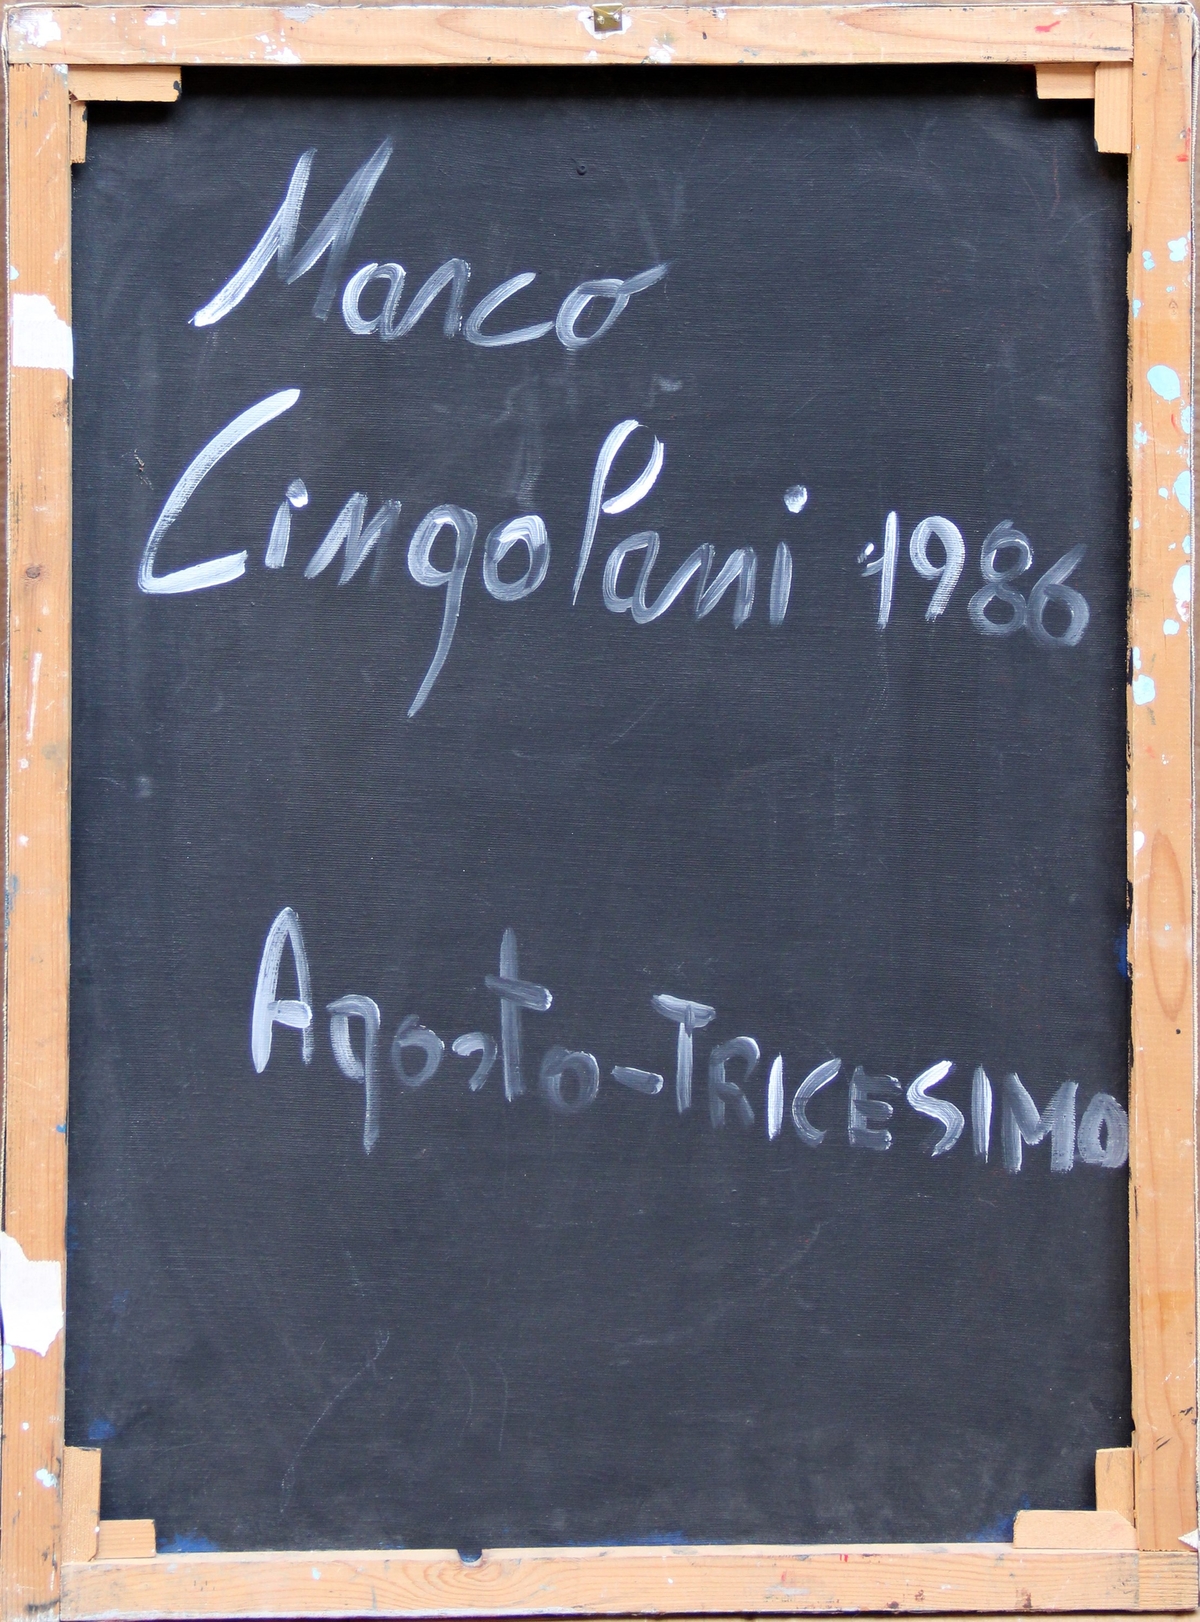 Marco
Cingolani 1986
Agosto-TRICESIMO